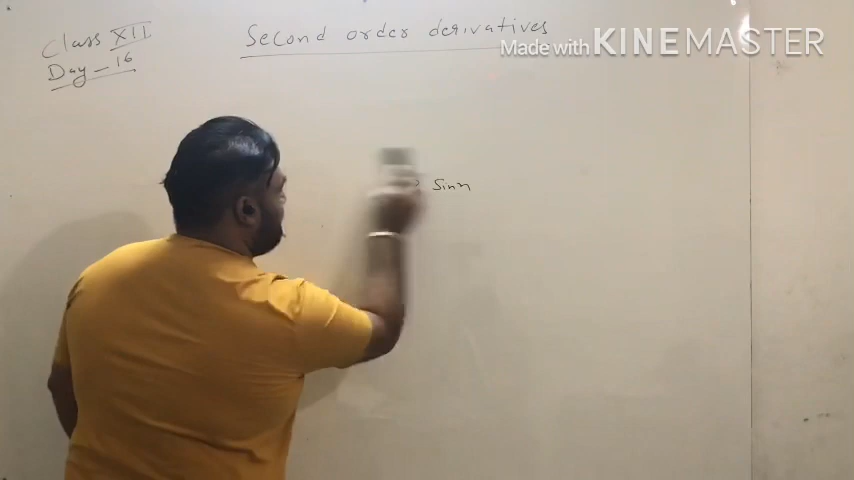 Class XII
Second order derivatives
Day - 16
Made with KINEMASTER
Sinx